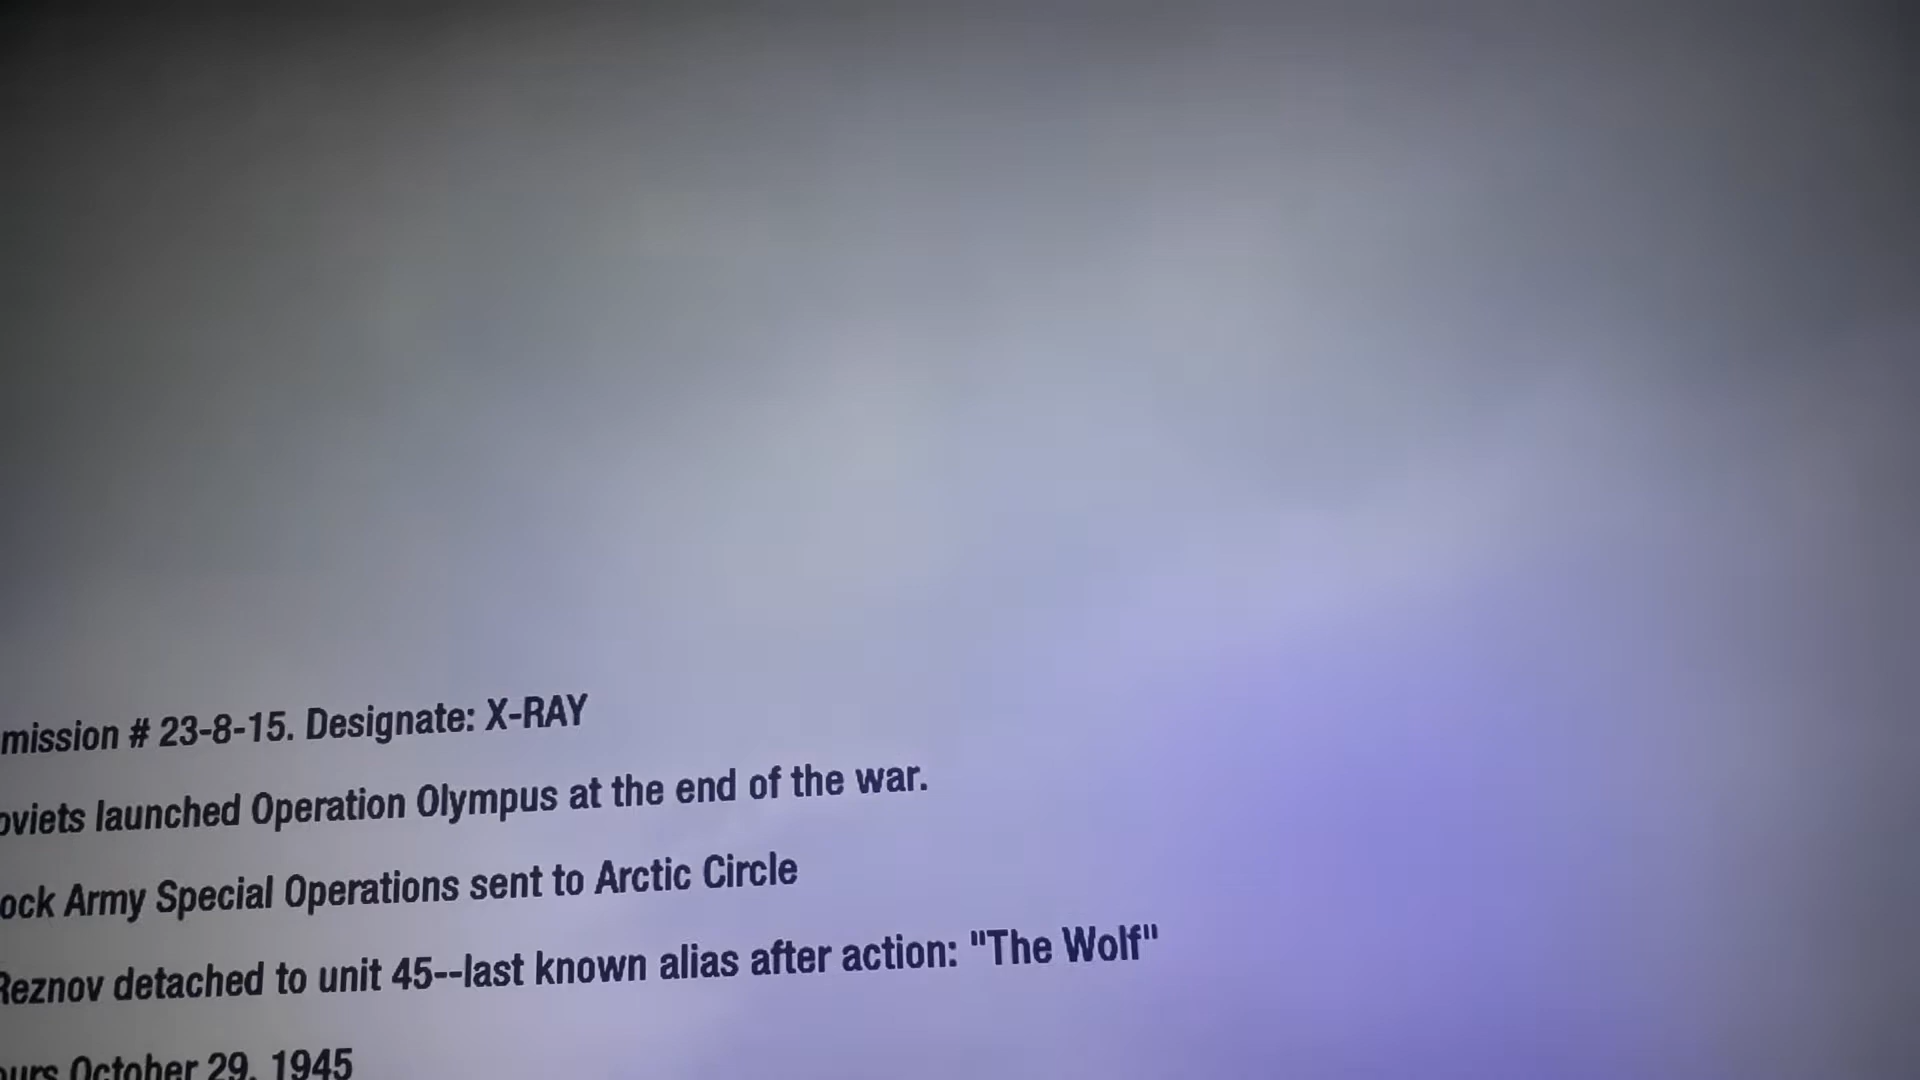 mission # 23-8-15. Designate: X-RAY
oviets launched Operation Olympus at the end of the war.
ock Army Special Operations sent to Arctic Circle
Reznov detached to unit 45--last known alias after action: "The Wolf"
ours October 29, 1945